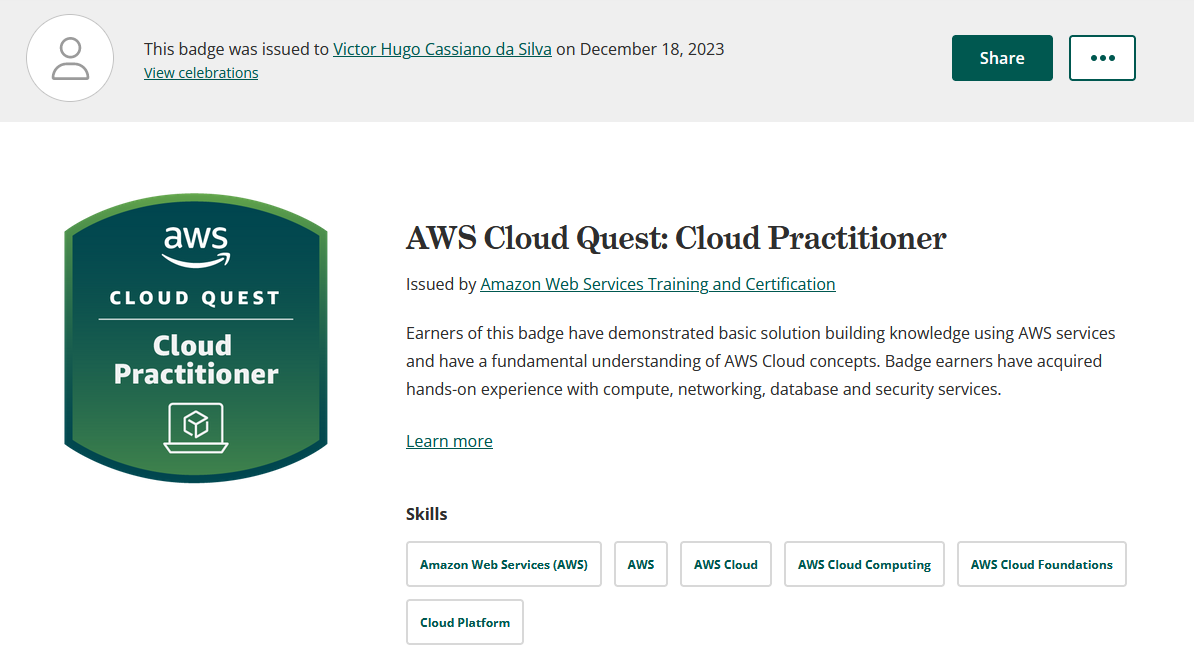 This badge was issued to Victor Hugo Cassiano da Silva on December 18, 2023
View celebrations
Share
aws
CLOUD QUEST
Cloud
Practitioner
AWS Cloud Quest: Cloud Practitioner
Issued by Amazon Web Services Training and Certification
Earners of this badge have demonstrated basic solution building knowledge using AWS services
and have a fundamental understanding of AWS Cloud concepts. Badge earners have acquired
hands-on experience with compute, networking, database and security services.
Learn more
Skills
Amazon Web Services (AWS)
AWS
AWS Cloud
AWS Cloud Computing
AWS Cloud Foundations
Cloud Platform